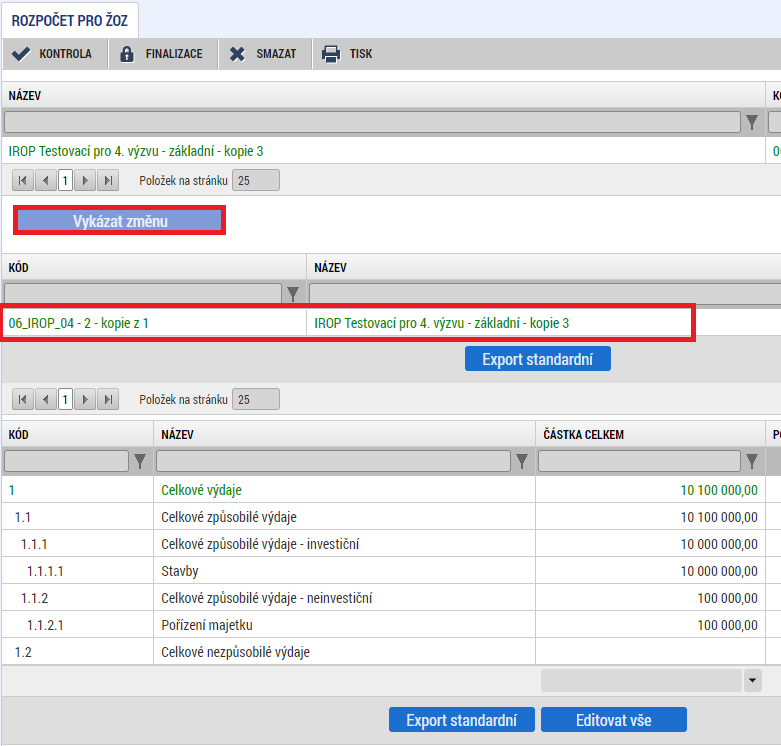 ROZPOČET PRO ŽOZ
KONTROLA FINALIZACE SMAZAT TISK
NÁZEV
IROP Testovací pro 4. výzvu - základní - kopie 3
1 Položek na stránku 25
Vykázat změnu
KÓD NÁZEV
06_IROP_04 - 2 - kopie z 1 IROP Testovací pro 4. výzvu - základní - kopie 3
Export standardní
1 Položek na stránku 25
KÓD NÁZEV ČÁSTKA CELKEM
1 Celkové výdaje 10 100 000,00
1.1 Celkové způsobilé výdaje 10 100 000,00
1.1.1 Celkové způsobilé výdaje - investiční 10 000 000,00
1.1.1.1 Stavby 10 000 000,00
1.1.2 Celkové způsobilé výdaje - neinvestiční 100 000,00
1.1.2.1 Pořízení majetku 100 000,00
1.2 Celkové nezpůsobilé výdaje
Export standardní Editovat vše